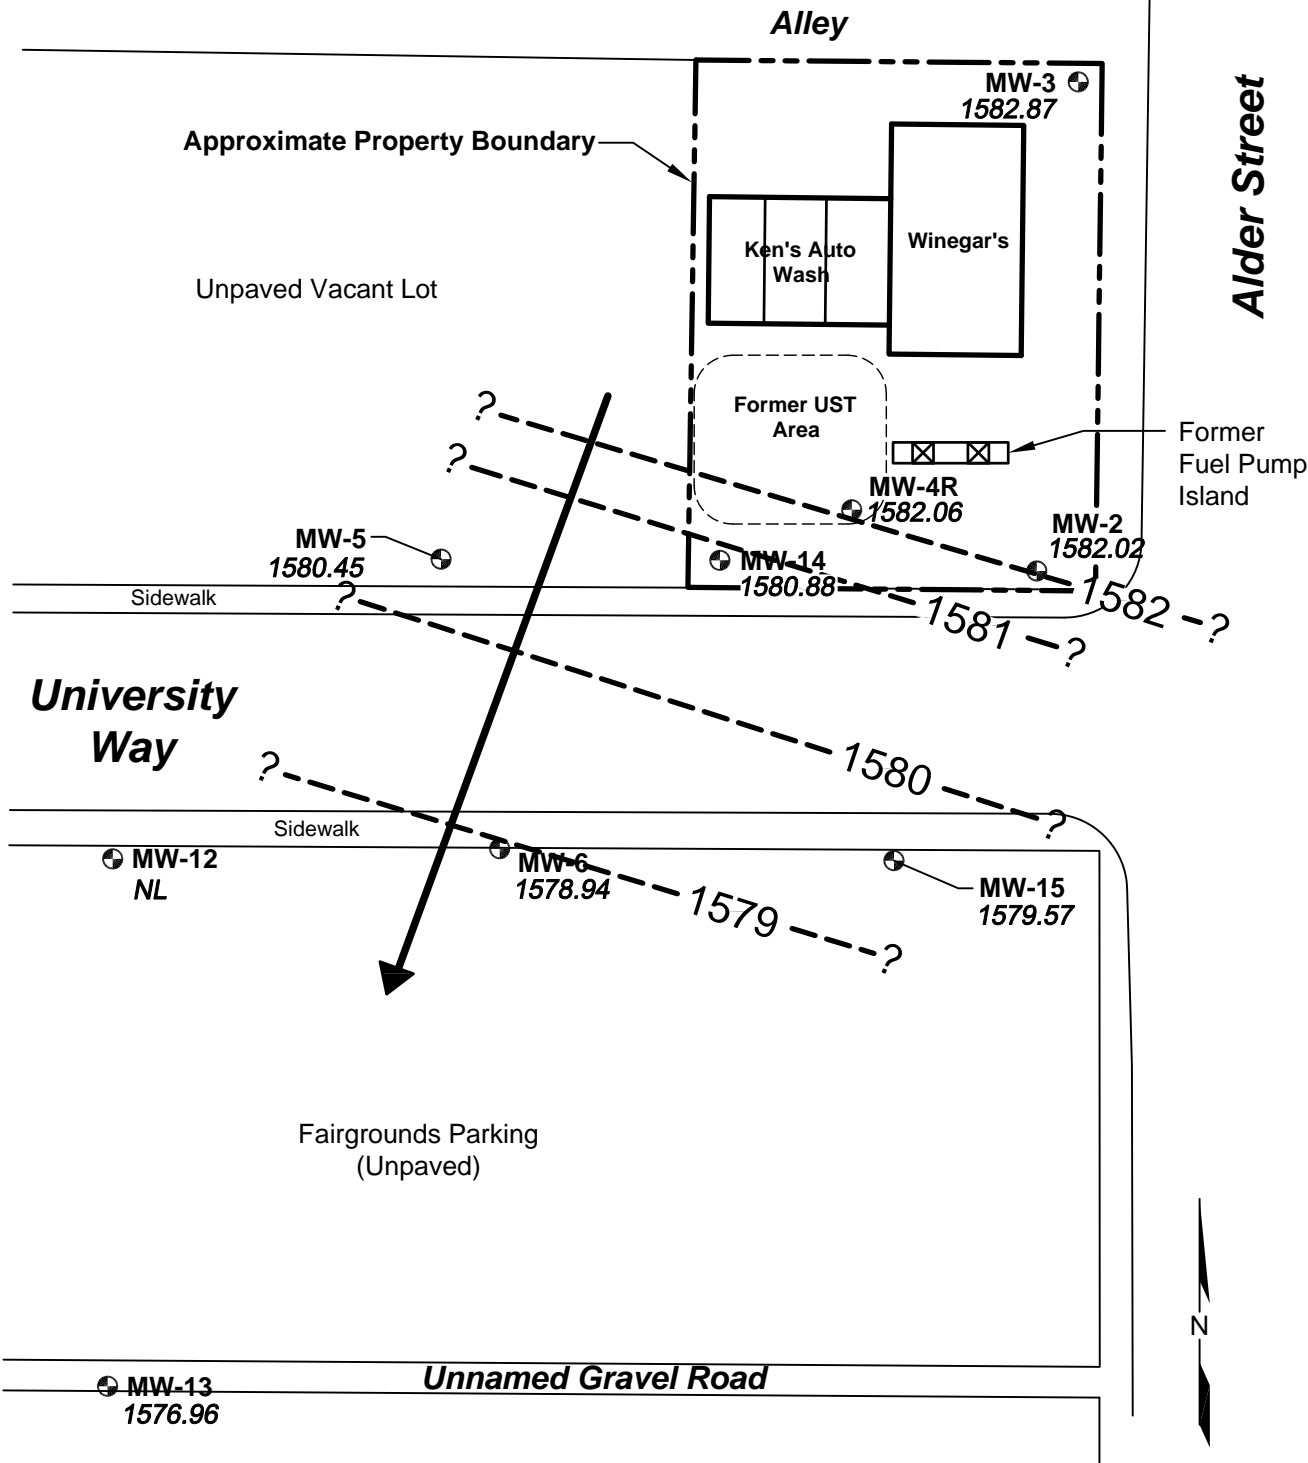 Alley
MW-3
1582.87
Alder Street
Approximate Property Boundary
Ken's Auto
Wash
Winegar's
Unpaved Vacant Lot
Former UST
Area
Former
Fuel Pump
Island
?
?
MW-4R
1582.06
MW-2
1582.02
MW-5
1580.45
MW-14
1580.88
1582
?
Sidewalk
?
1581
?
University
Way
?
1580
?
Sidewalk
MW-12
NL
MW-6
1578.94
1579
?
MW-15
1579.57
Fairgrounds Parking
(Unpaved)
N
Unnamed Gravel Road
MW-13
1576.96